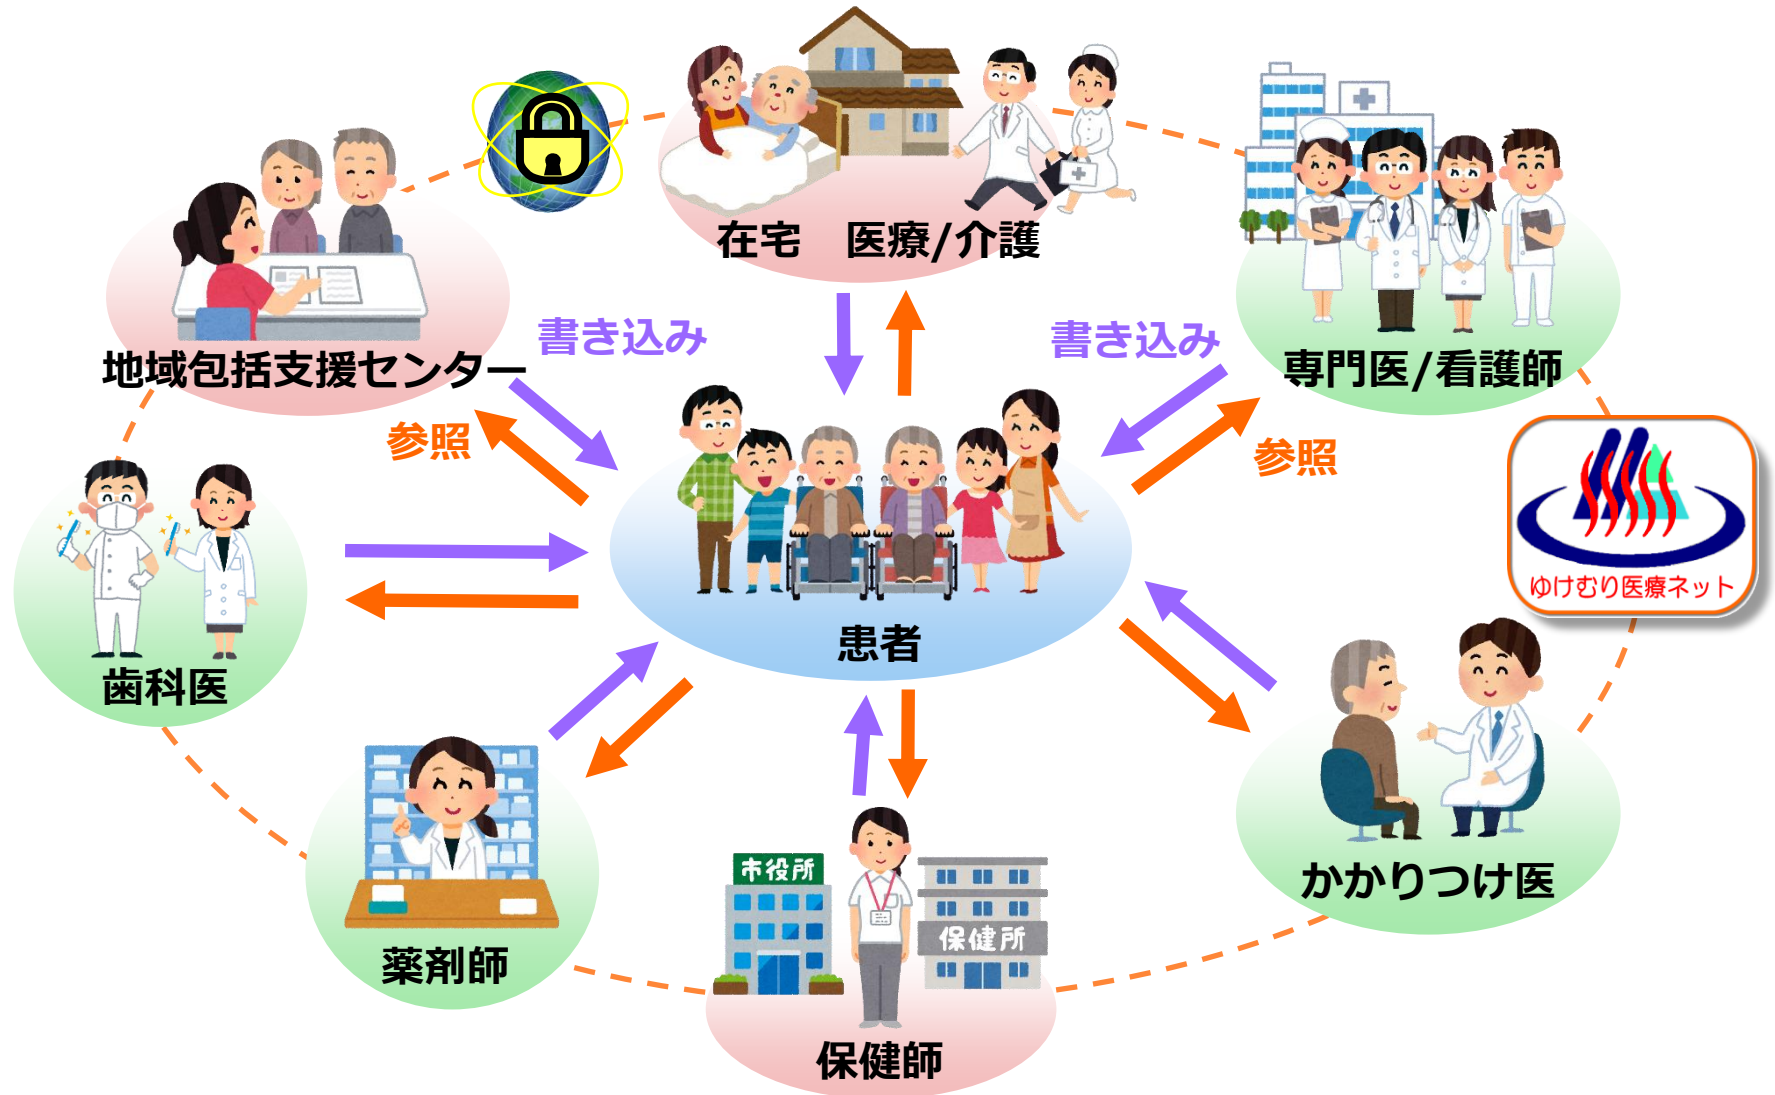 在宅　医療/介護
地域包括支援センター
書き込み
書き込み
専門医/看護師
参照
参照
ゆけむり医療ネット
患者
歯科医
かかりつけ医
薬剤師
市役所
保健所
保健師